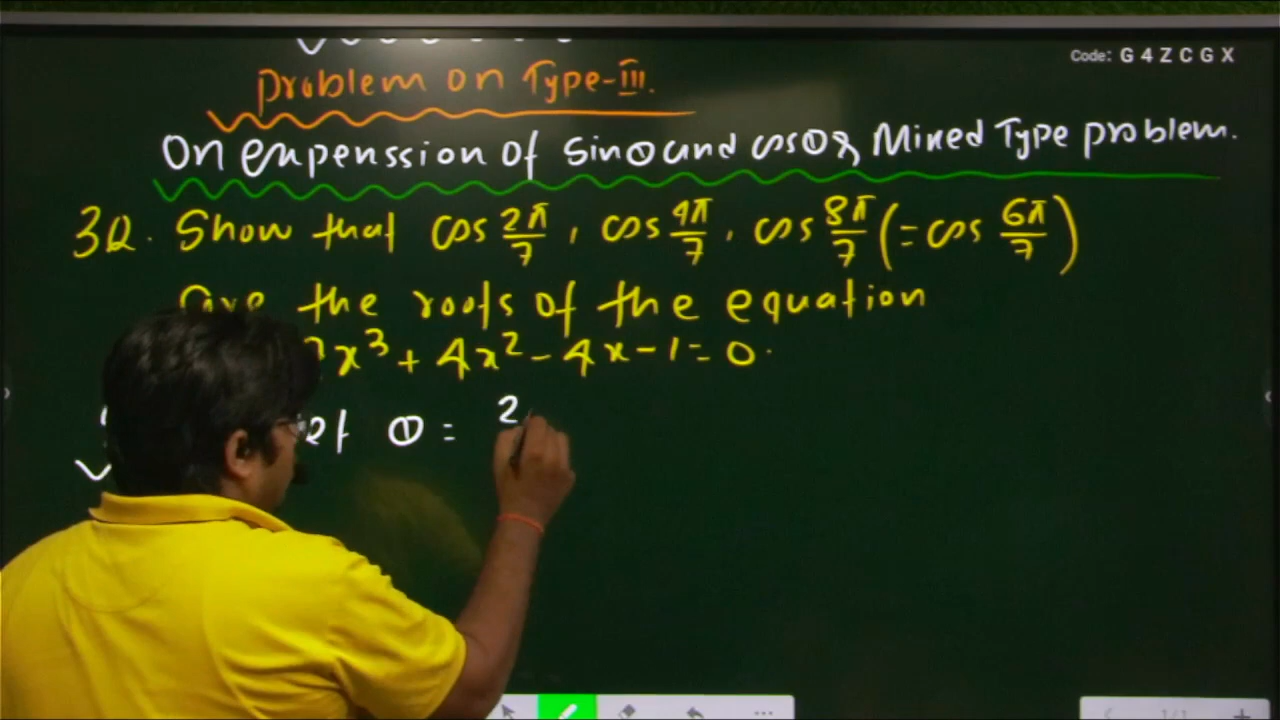 Code: G4ZCGX
Problem on Type-III.
On expenssion of sinθ and cosθ & Mixed Type problem.
3Q. Show that cos 2π/7, cos 4π/7, cos 8π/7 (= cos 6π/7)
the roots of the equation
x³ + 4x² - 4x - 1 = 0.
θ = 2